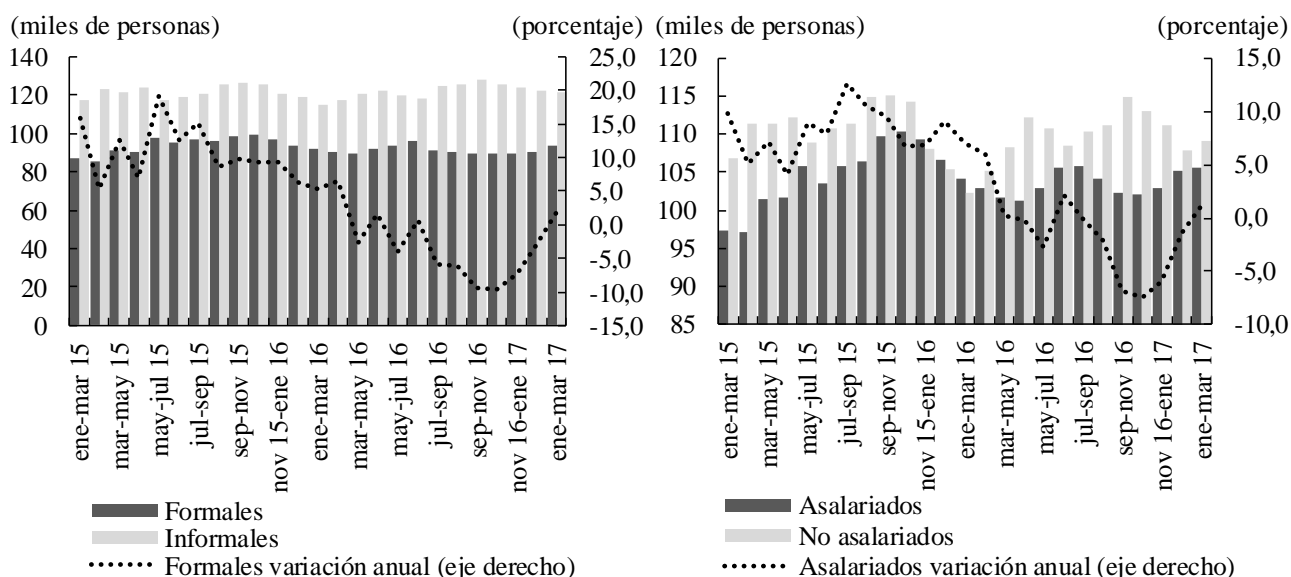 (miles de personas)
(porcentaje)
140
120
100
80
60
40
20
0
25,0
20,0
15,0
10,0
5,0
0,0
-5,0
-10,0
-15,0
ene-mar 15
mar-may 15
may-jul 15
jul-sep 15
sep-nov 15
nov 15-ene 16
ene-mar 16
mar-may 16
may-jul 16
jul-sep 16
sep-nov 16
nov 16-ene 17
ene-mar 17
Formales
Informales
Formales variación anual (eje derecho)
(miles de personas)
(porcentaje)
120
115
110
105
100
95
90
85
15,0
10,0
5,0
0,0
-5,0
-10,0
ene-mar 15
mar-may 15
may-jul 15
jul-sep 15
sep-nov 15
nov 15-ene 16
ene-mar 16
mar-may 16
may-jul 16
jul-sep 16
sep-nov 16
nov 16-ene 17
ene-mar 17
Asalariados
No asalariados
Asalariados variación anual (eje derecho)